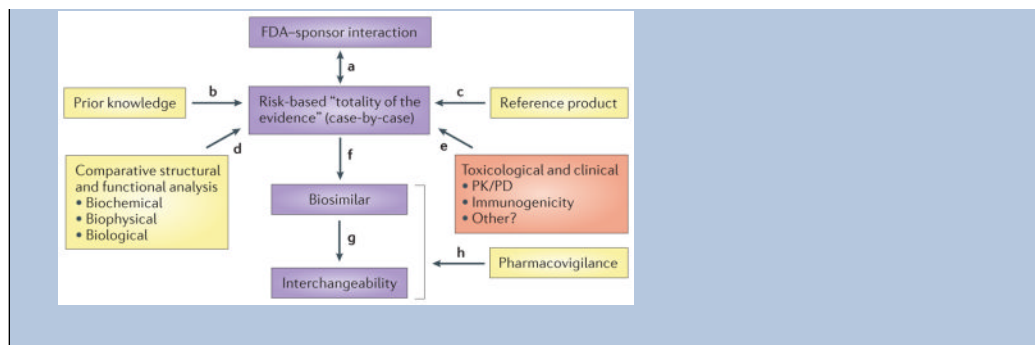 FDA–sponsor interaction
a
Prior knowledge
b
Risk-based “totality of the
evidence” (case-by-case)
c
Reference product
d
e
Comparative structural
and functional analysis
• Biochemical
• Biophysical
• Biological
f
Toxicological and clinical
• PK/PD
• Immunogenicity
• Other?
Biosimilar
g
h
Pharmacovigilance
Interchangeability